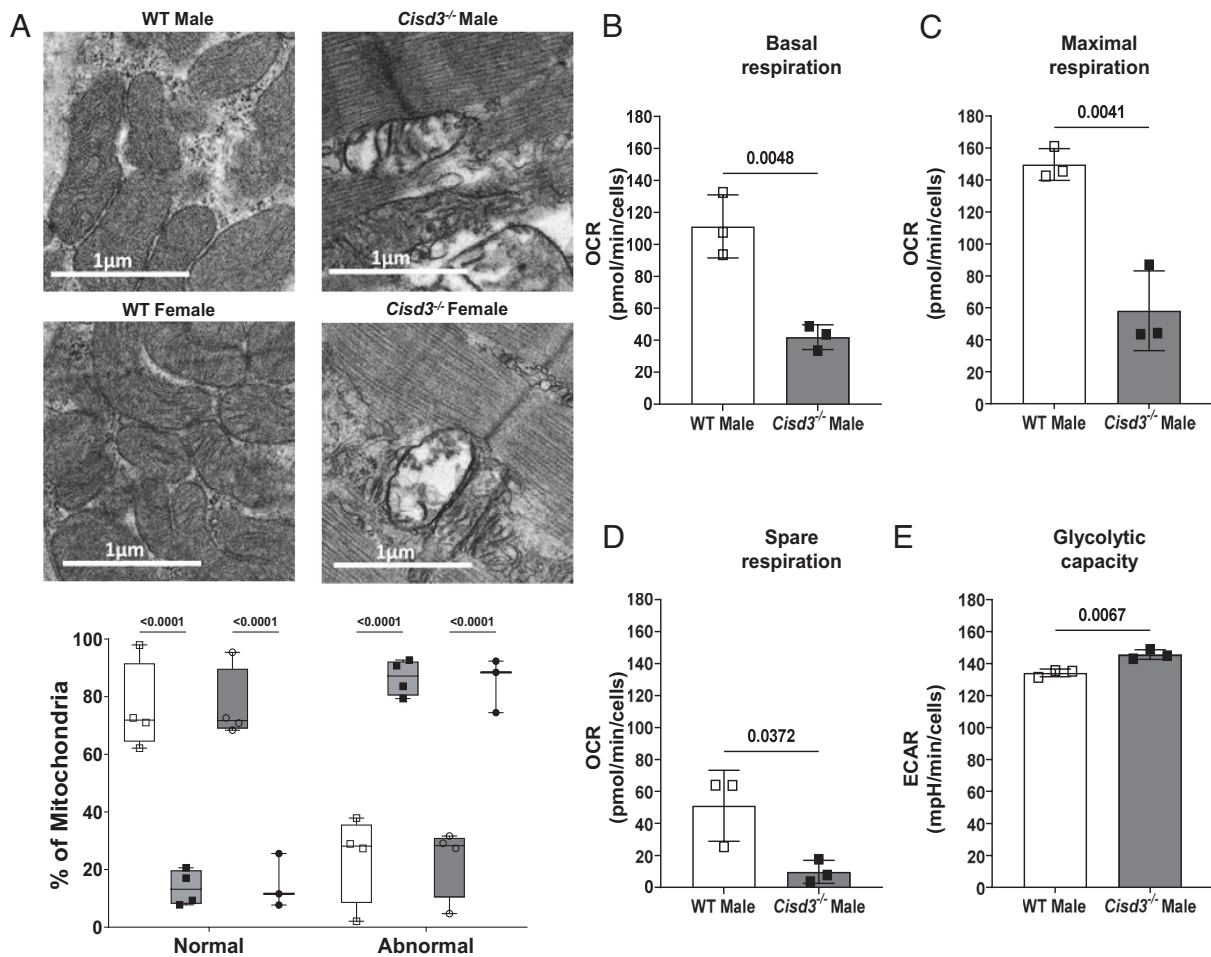 A
WT Male
Cisd3-/- Male
1μm
1μm
WT Female
Cisd3-/- Female
1μm
1μm
<0.0001
<0.0001
<0.0001
<0.0001
% of Mitochondria
100
80
60
40
20
0
Normal
Abnormal
B
Basal
respiration
OCR
(pmol/min/cells)
180
160
140
120
100
80
60
40
20
0
0.0048
WT Male
Cisd3-/- Male
C
Maximal
respiration
OCR
(pmol/min/cells)
180
160
140
120
100
80
60
40
20
0
0.0041
WT Male
Cisd3-/- Male
D
Spare
respiration
OCR
(pmol/min/cells)
180
160
140
120
100
80
60
40
20
0
0.0372
WT Male
Cisd3-/- Male
E
Glycolytic
capacity
ECAR
(mpH/min/cells)
180
160
140
120
100
80
60
40
20
0
0.0067
WT Male
Cisd3-/- Male